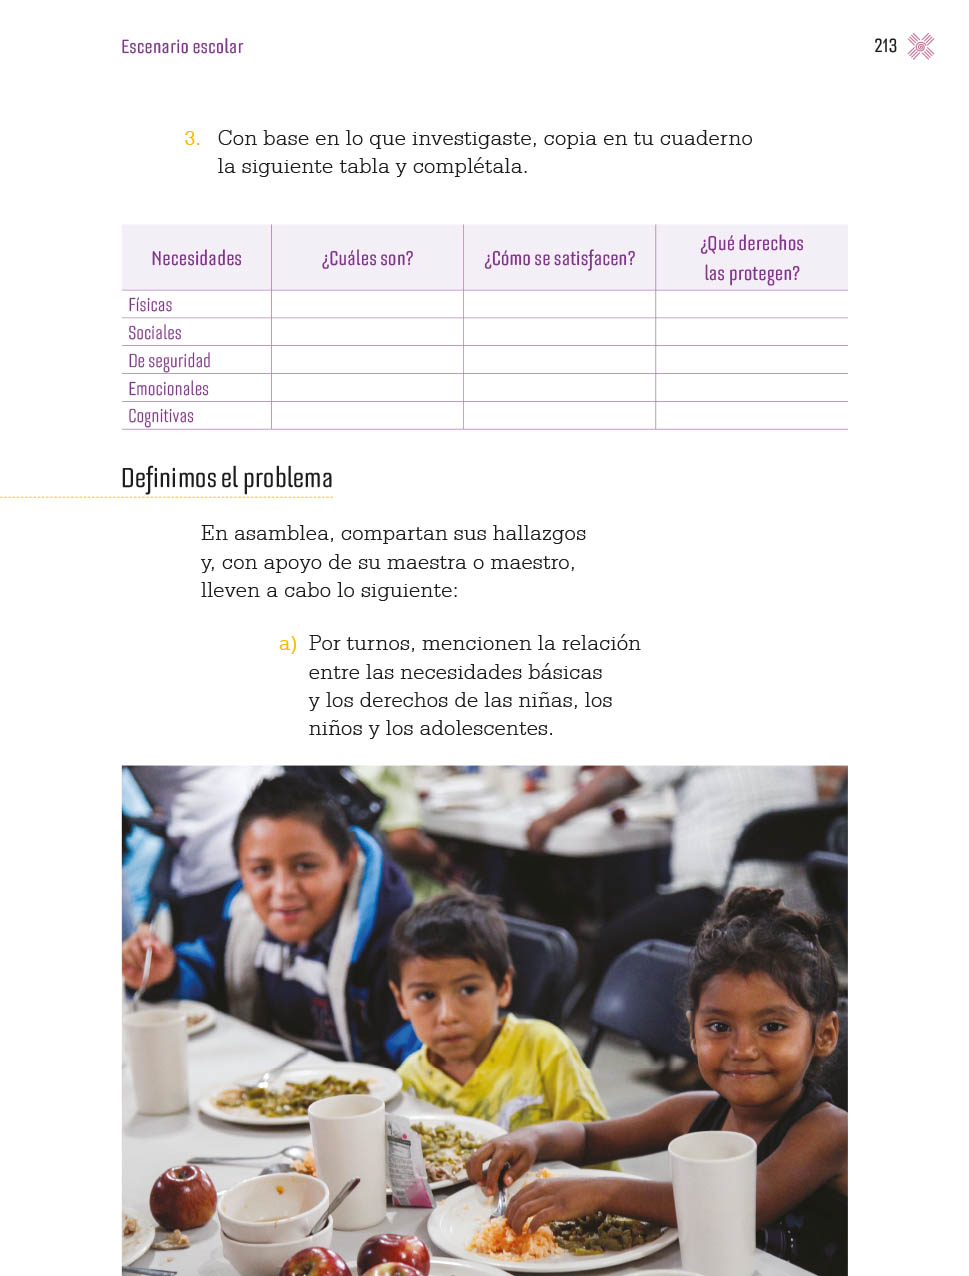 Escenario escolar
213
3. Con base en lo que investigaste, copia en tu cuaderno
la siguiente tabla y complétala.
Necesidades
¿Cuáles son?
¿Cómo se satisfacen?
¿Qué derechos
las protegen?
Físicas
Sociales
De seguridad
Emocionales
Cognitivas
Definimos el problema
En asamblea, compartan sus hallazgos
y, con apoyo de su maestra o maestro,
lleven a cabo lo siguiente:
a) Por turnos, mencionen la relación
entre las necesidades básicas
y los derechos de las niñas, los
niños y los adolescentes.